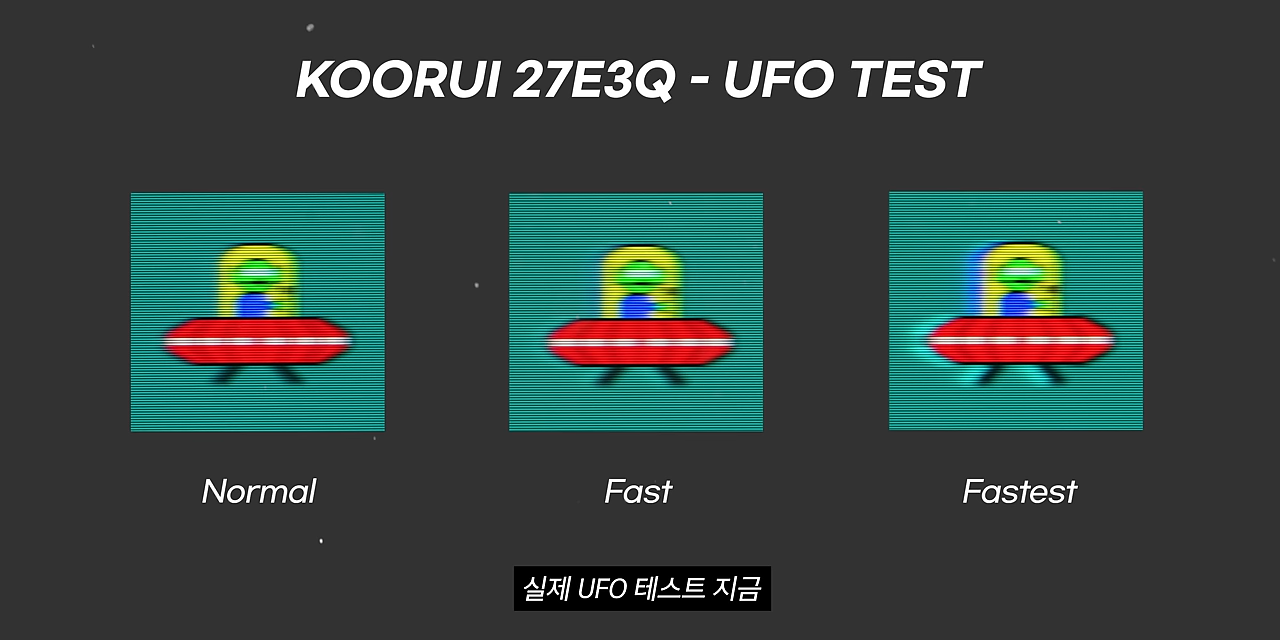 KOORUI 27E3Q - UFO TEST
Normal
Fast
Fastest
실제 UFO 테스트 지금